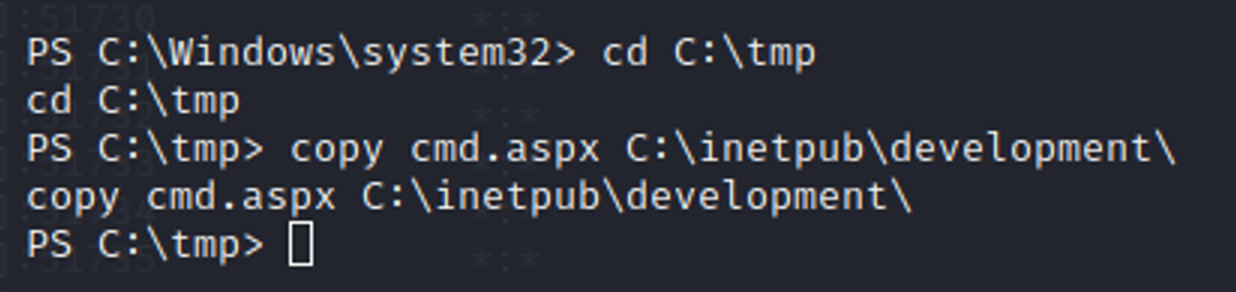 PS C:\Windows\system32> cd C:\tmp
cd C:\tmp
PS C:\tmp> copy cmd.aspx C:\inetpub\development\
copy cmd.aspx C:\inetpub\development\
PS C:\tmp>